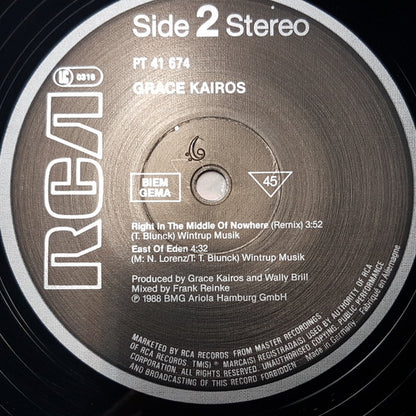 Side 2 Stereo
LC 0316
PT 41 674
GRACE KAIROS
RCA
BIEM
GEMA
45
Right In The Middle Of Nowhere (Remix) 3:52
(T. Blunck) Wintrup Musik
East Of Eden 4:32
(M. N. Lorenz/T. Blunck) Wintrup Musik
Produced by Grace Kairos and Wally Brill
Mixed by Frank Reinke
Ⓟ 1988 BMG Ariola Hamburg GmbH
MARKETED BY RCA RECORDS FROM MASTER RECORDINGS
OF RCA RECORDS TM(S) ® MARCA(S) REGISTRADA(S) USED BY AUTHORITY OF RCA
CORPORATION. ALL RIGHTS RESERVED. UNAUTHORISED COPYING, PUBLIC PERFORMANCE
AND BROADCASTING OF THIS RECORD FORBIDDEN
Made in Germany. Fabriqué en Allemagne